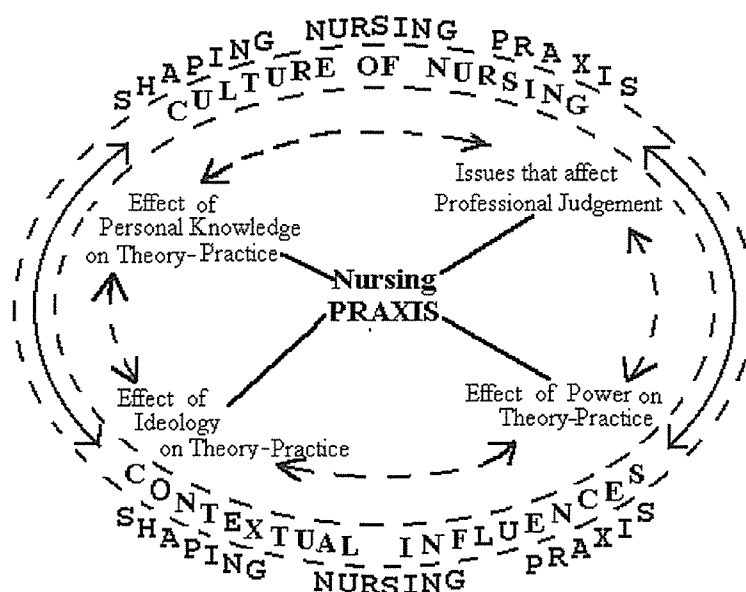 SHAPING NURSING PRAXIS
CULTURE OF NURSING
Issues that affect
Professional Judgement
Effect of
Personal Knowledge
on Theory-Practice
Nursing
PRAXIS
Effect of
Ideology
on Theory-Practice
Effect of Power on
Theory-Practice
CONTEXTUAL INFLUENCES
SHAPING NURSING PRAXIS